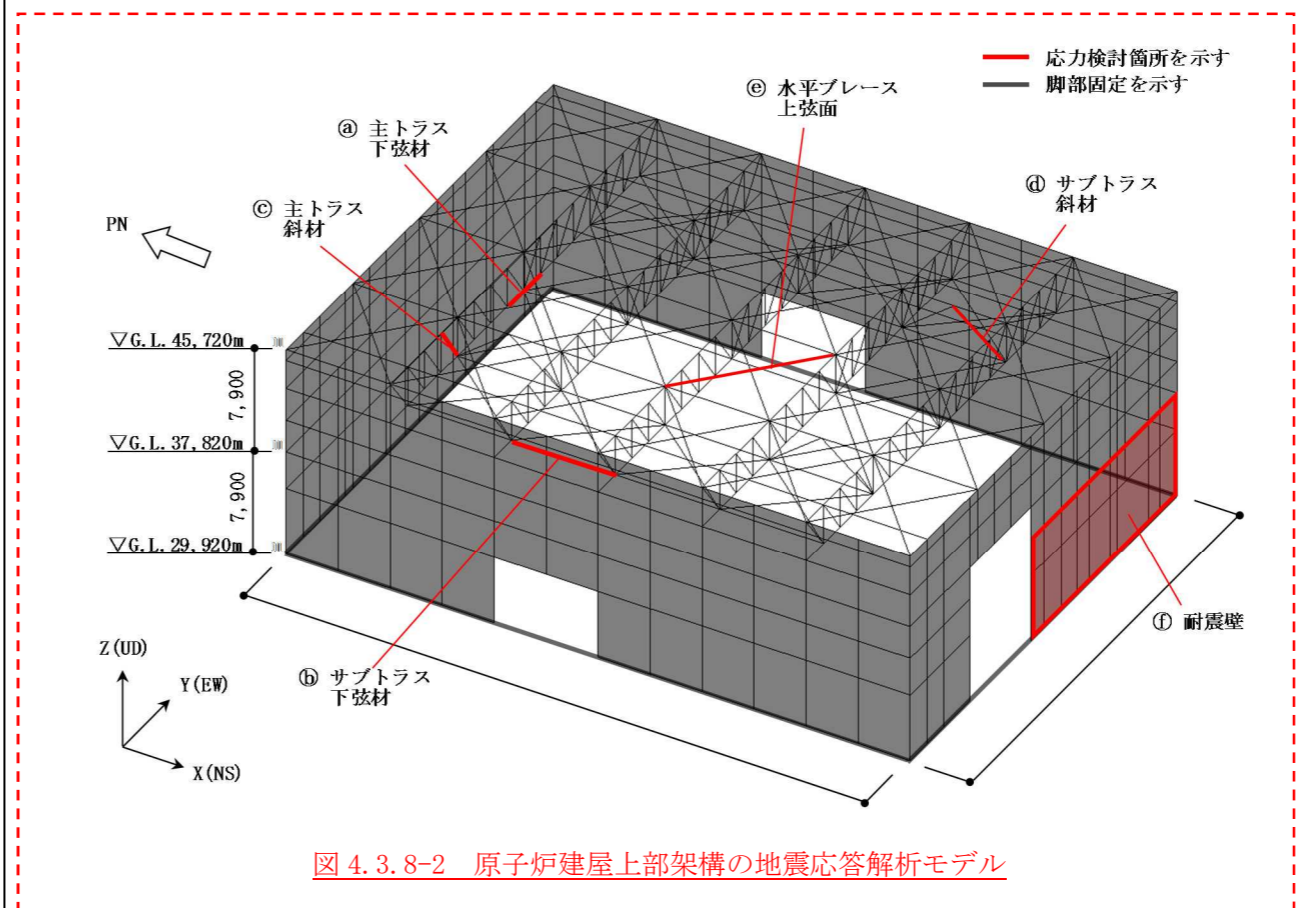 応力検討箇所を示す
脚部固定を示す
ⓔ 水平ブレース
上弦面
ⓐ 主トラス
下弦材
ⓓ サブトラス
斜材
ⓒ 主トラス
斜材
PN
▽G.L.45,720m
7,900
▽G.L.37,820m
7,900
▽G.L.29,920m
ⓕ 耐震壁
ⓑ サブトラス
下弦材
Z(UD)
Y(EW)
X(NS)
図 4.3.8-2 原子炉建屋上部架構の地震応答解析モデル